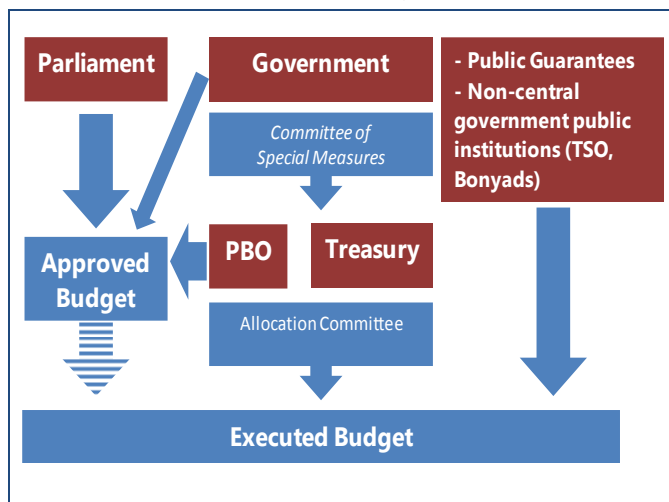 Parliament
Government
- Public Guarantees
- Non-central
government public
institutions (TSO,
Bonyads)
Committee of
Special Measures
Approved
Budget
PBO
Treasury
Allocation Committee
Executed Budget